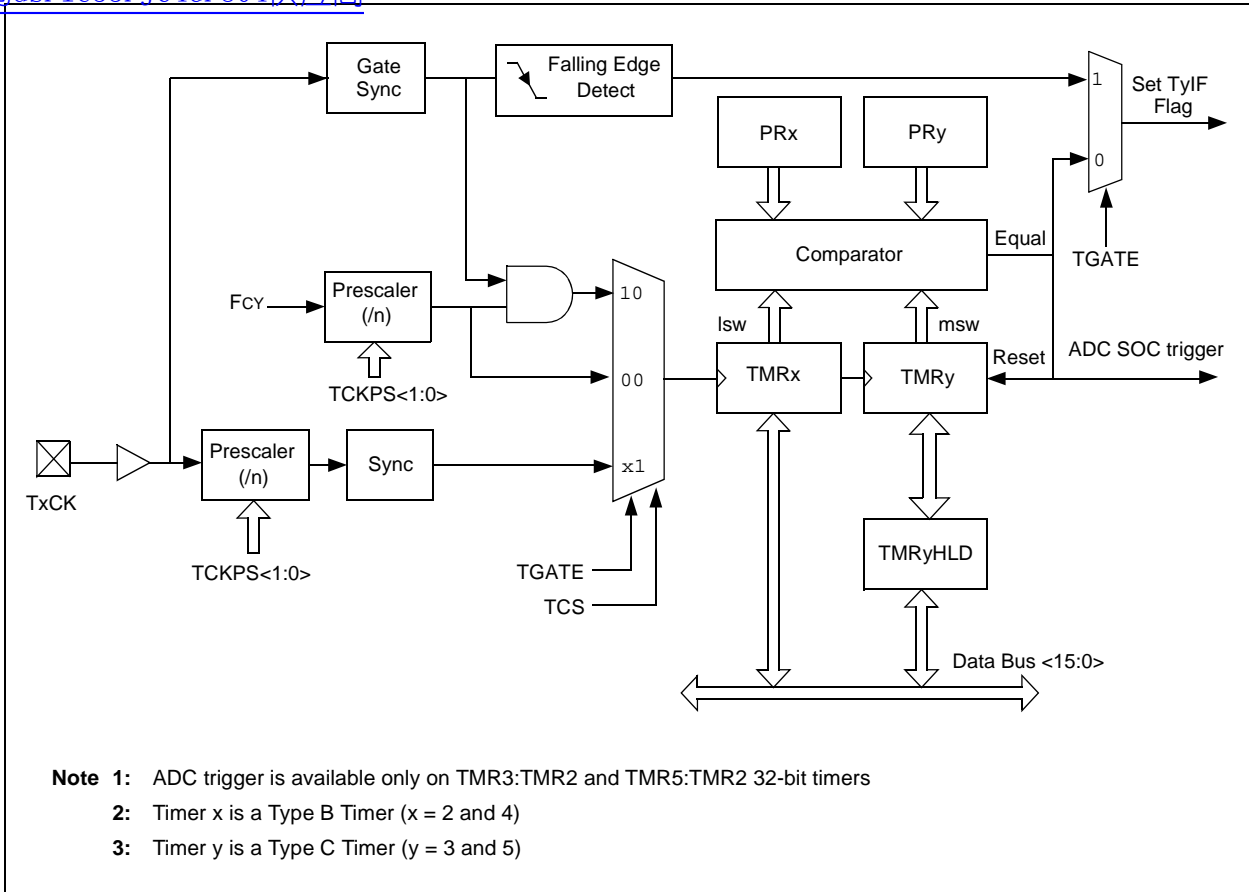 Gate
Sync
Falling Edge
Detect
1
Set TyIF
Flag
PRx
PRy
0
Equal
TGATE
Comparator
FCY
Prescaler
(/n)
10
lsw
msw
TCKPS<1:0>
00
TMRx
TMRy
Reset
ADC SOC trigger
TxCK
Prescaler
(/n)
Sync
x1
TCKPS<1:0>
TGATE
TCS
TMRyHLD
Data Bus <15:0>
Note 1: ADC trigger is available only on TMR3:TMR2 and TMR5:TMR2 32-bit timers
2: Timer x is a Type B Timer (x = 2 and 4)
3: Timer y is a Type C Timer (y = 3 and 5)